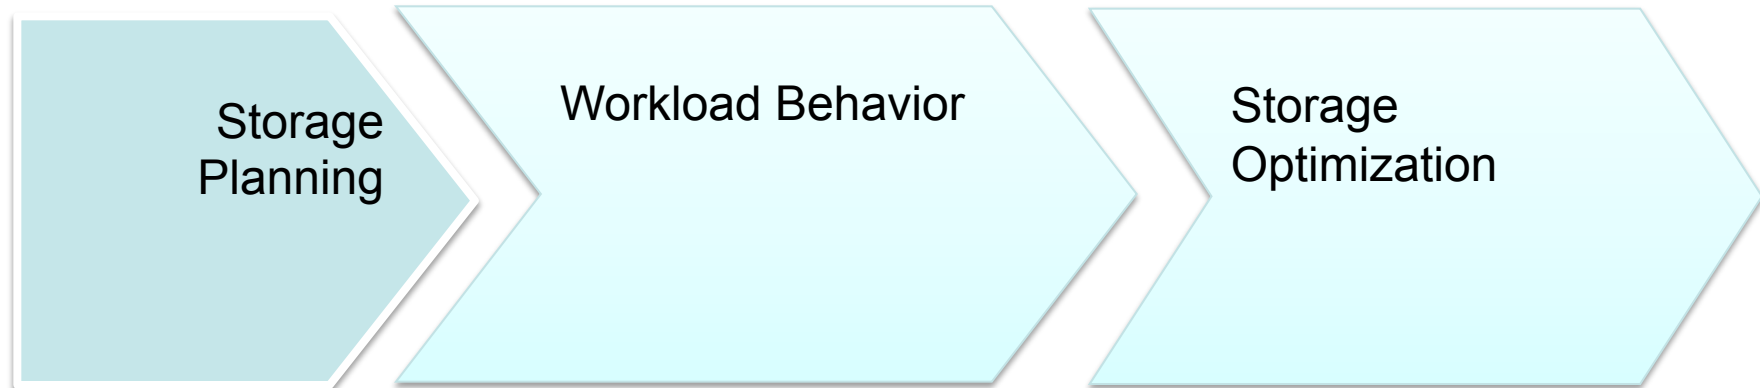 Storage
Planning
Workload Behavior
Storage
Optimization